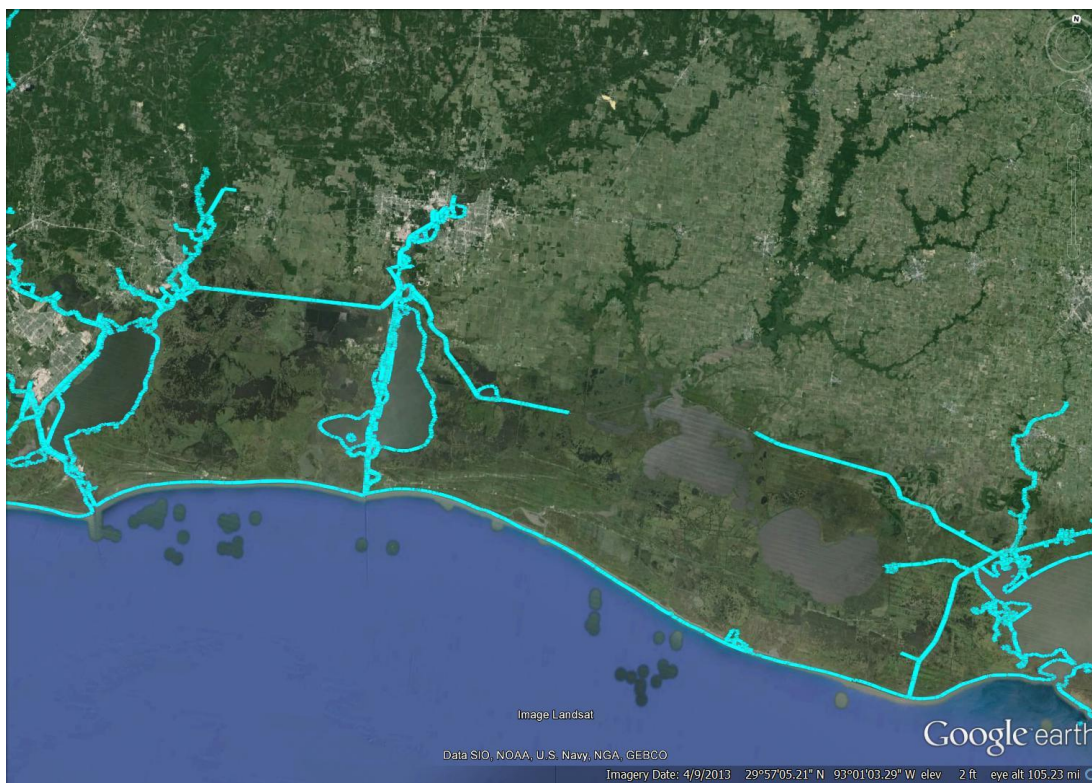 N
Image Landsat
Data SIO, NOAA, U.S. Navy, NGA, GEBCO
Google earth
Imagery Date: 4/9/2013 29°57'05.21" N 93°01'03.29" W elev 2 ft eye alt 105.23 mi